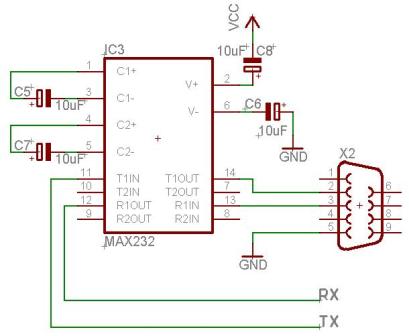 VCC
IC3
10uF C8
1 C1+
C5 10uF 3 C1-
V+ 2
4 C2+
V- 6 C6
10uF
C7 10uF 5 C2-
GND
X2
11 T1IN T1OUT 14
10 T2IN T2OUT 7
12 R1OUT R1IN 13
9 R2OUT R2IN 8
1
2 6
3 7
4 8
5 9
MAX232
GND
RX
TX